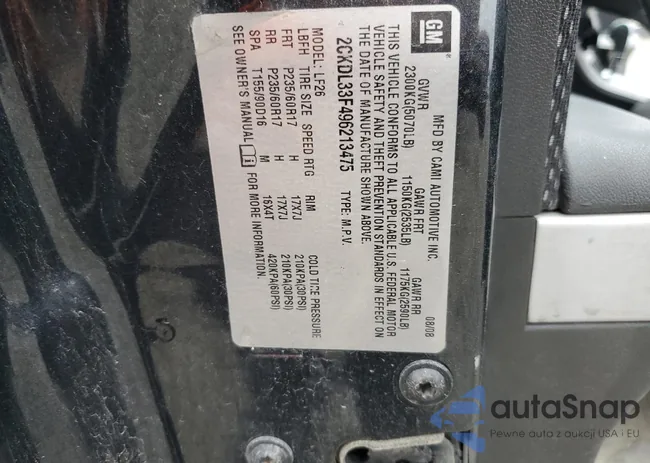 GM
MFD BY CAMI AUTOMOTIVE INC. 08/08
GVWR GAWR FRT GAWR RR
2300KG(5070LB) 1150KG(2535LB) 1175KG(2590LB)
THIS VEHICLE CONFORMS TO ALL APPLICABLE U.S. FEDERAL MOTOR
VEHICLE SAFETY AND THEFT PREVENTION STANDARDS IN EFFECT ON
THE DATE OF MANUFACTURE SHOWN ABOVE.
2CKDL33F496213475 TYPE: M.P.V.
MODEL: LF26
LBFH TIRE SIZE SPEED RTG RIM COLD TIRE PRESSURE
FRT P235/60R17 H 17X7J 210KPA(30PSI)
RR P235/60R17 H 17X7J 210KPA(30PSI)
SPA T155/90D16 M 16X4T 420KPA(60PSI)
SEE OWNER'S MANUAL FOR MORE INFORMATION.
autaSnap
Pewne auta z aukcji USA i EU